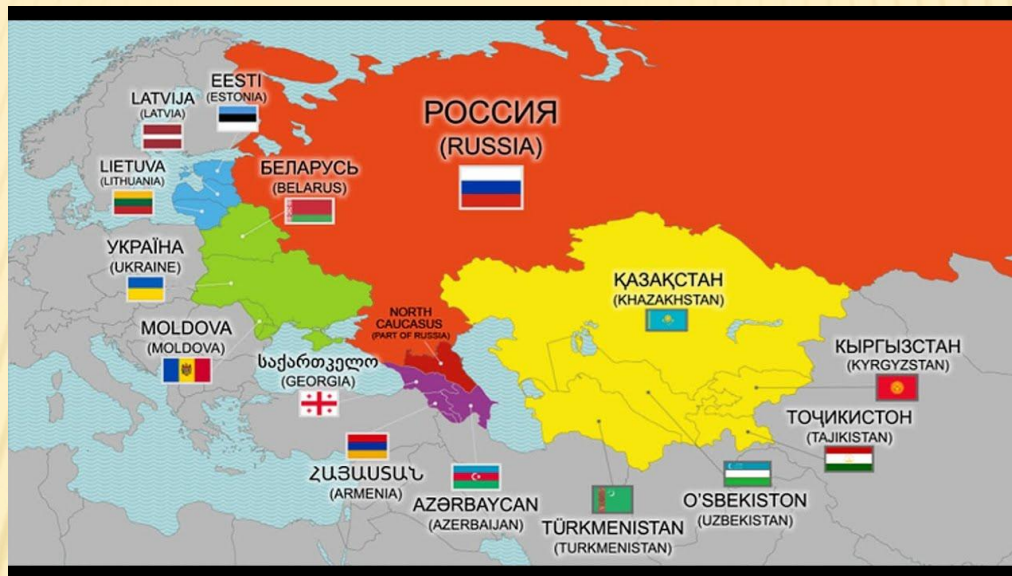 EESTI
(ESTONIA)
LATVIJA
(LATVIA)
LIETUVA
(LITHUANIA)
БЕЛАРУСЬ
(BELARUS)
РОССИЯ
(RUSSIA)
УКРАЇНА
(UKRAINE)
MOLDOVA
(MOLDOVA)
NORTH
CAUCASUS
(PART OF RUSSIA)
ҚАЗАҚСТАН
(KHAZAKHSTAN)
საქართველო
(GEORGIA)
КЫРГЫЗСТАН
(KYRGYZSTAN)
ТОҶИКИСТОН
(TAJIKISTAN)
ՀԱՅԱՍՏԱՆ
(ARMENIA)
AZƏRBAYCAN
(AZERBAIJAN)
TÜRKMENISTAN
(TURKMENISTAN)
O'SBEKISTON
(UZBEKISTAN)